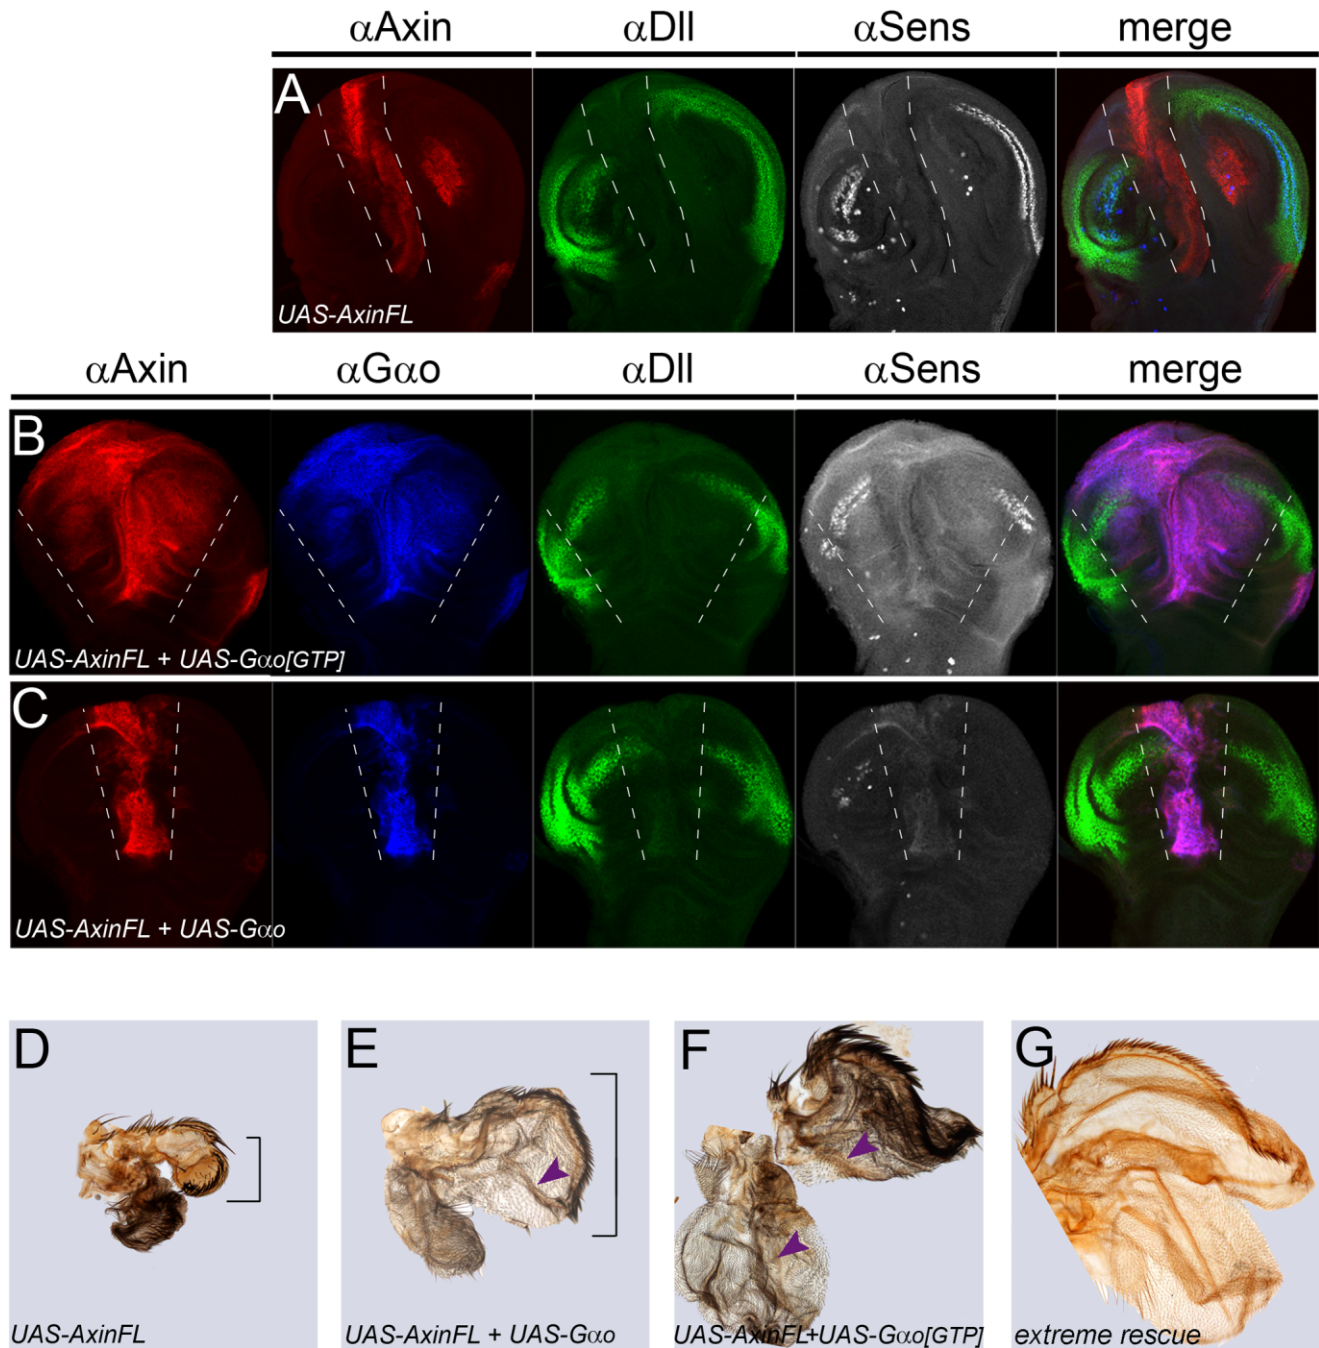 αAxin αDll αSens merge
A
UAS-AxinFL
αAxin αGαo αDll αSens merge
B
UAS-AxinFL + UAS-Gαo[GTP]
C
UAS-AxinFL + UAS-Gαo
D E F G
UAS-AxinFL UAS-AxinFL + UAS-Gαo UAS-AxinFL+UAS-Gαo[GTP] extreme rescue